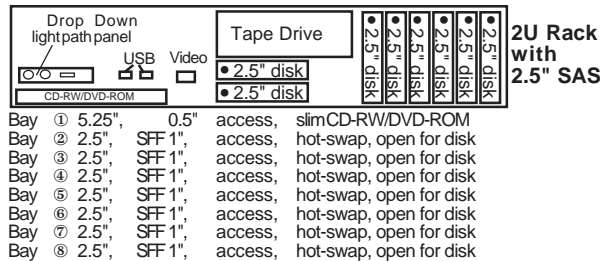 Drop Down
light path panel
USB
Video
CD-RW/DVD-ROM
Tape Drive
• 2.5" disk
• 2.5" disk
• 2.5" disk
• 2.5" disk
• 2.5" disk
• 2.5" disk
• 2.5" disk
• 2.5" disk
2U Rack
with
2.5" SAS
Bay ① 5.25", 0.5" access, slimCD-RW/DVD-ROM
Bay ② 2.5", SFF 1", access, hot-swap, open for disk
Bay ③ 2.5", SFF 1", access, hot-swap, open for disk
Bay ④ 2.5", SFF 1", access, hot-swap, open for disk
Bay ⑤ 2.5", SFF 1", access, hot-swap, open for disk
Bay ⑥ 2.5", SFF 1", access, hot-swap, open for disk
Bay ⑦ 2.5", SFF 1", access, hot-swap, open for disk
Bay ⑧ 2.5", SFF 1", access, hot-swap, open for disk